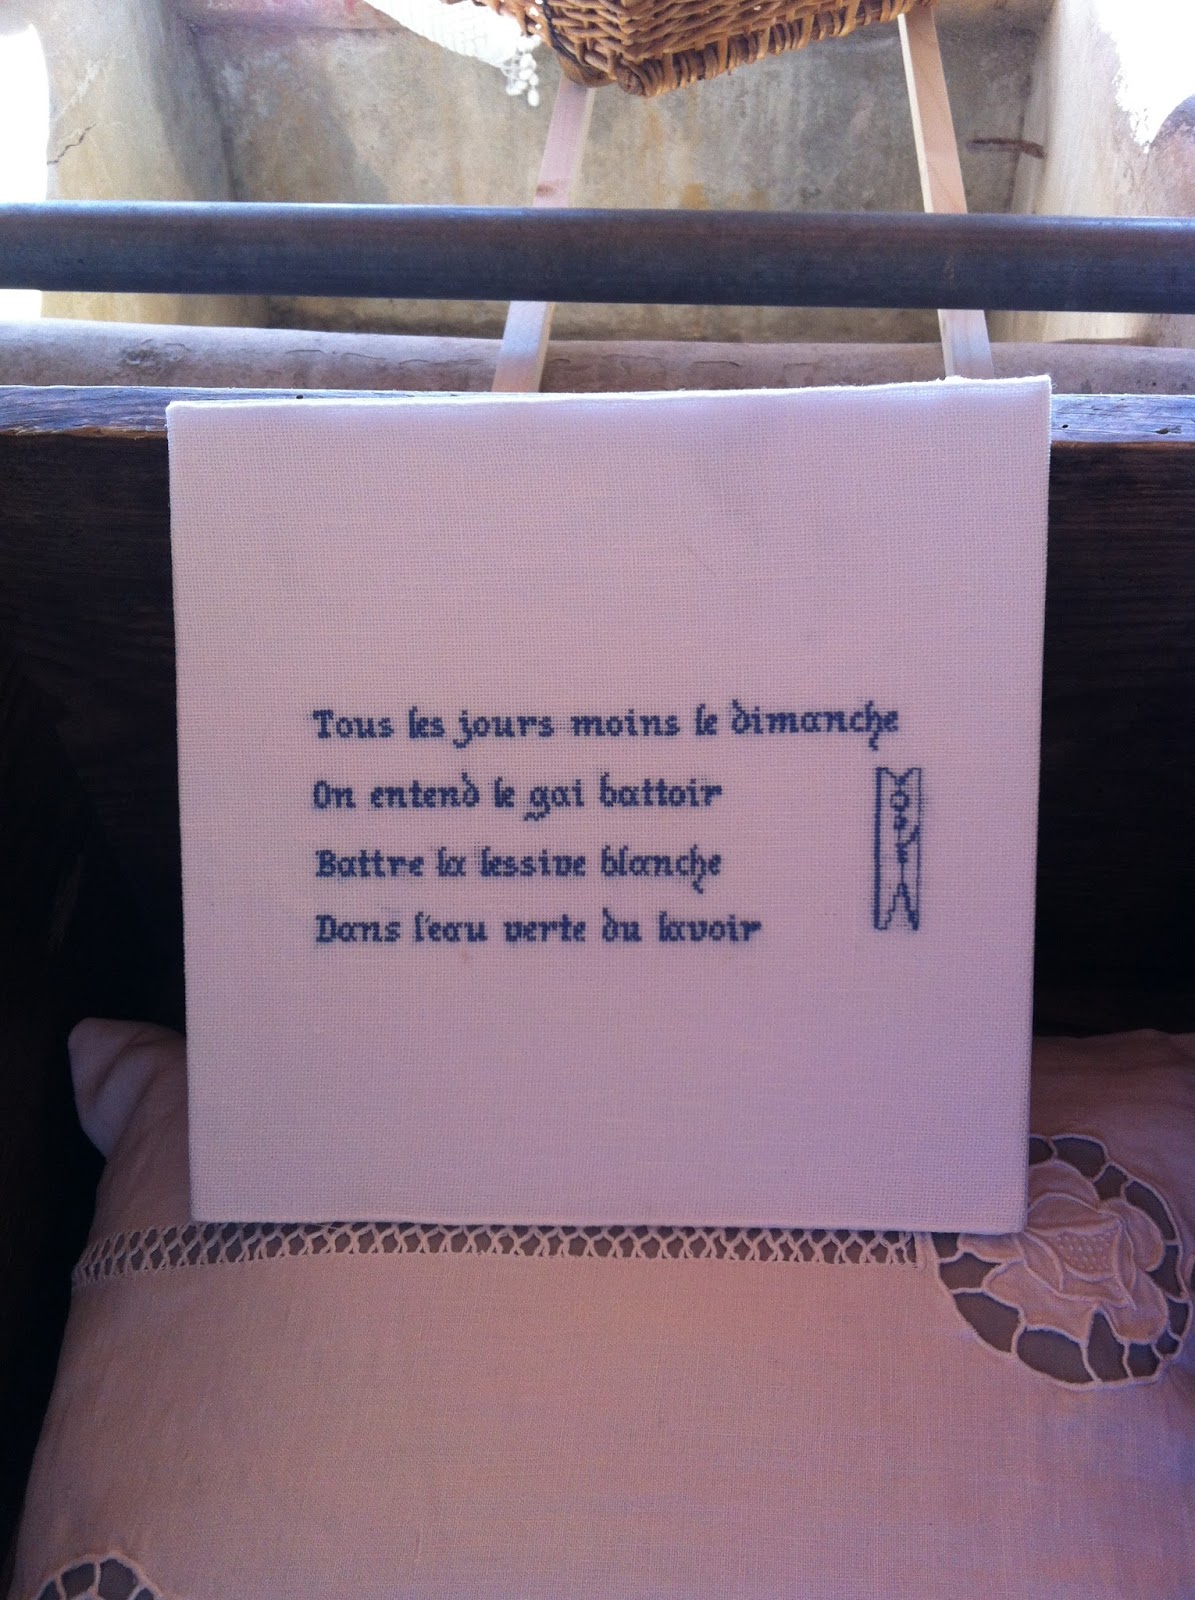 Tous les jours moins le dimanche
On entend le gai battoir
Battre la lessive blanche
Dans l'eau verte du lavoir